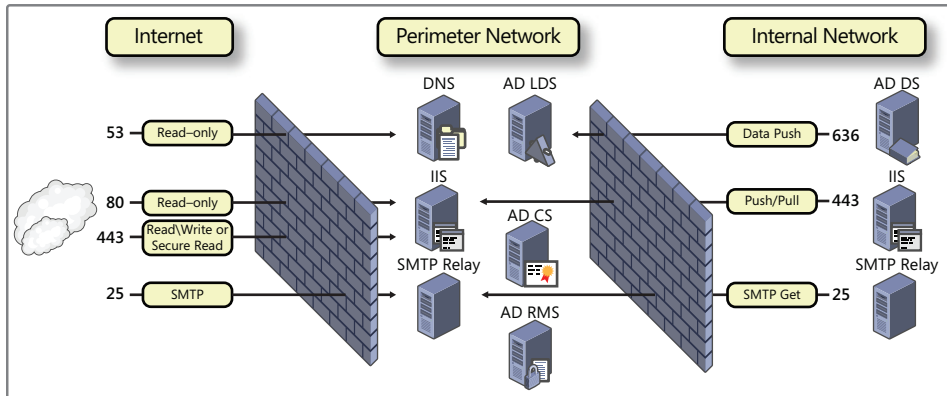 Internet
Perimeter Network
Internal Network
DNS
AD LDS
AD DS
53
Read–only
Data Push
636
IIS
IIS
80
Read–only
Push/Pull
443
AD CS
443
Read\Write or
Secure Read
SMTP Relay
SMTP Relay
25
SMTP
SMTP Get
25
AD RMS